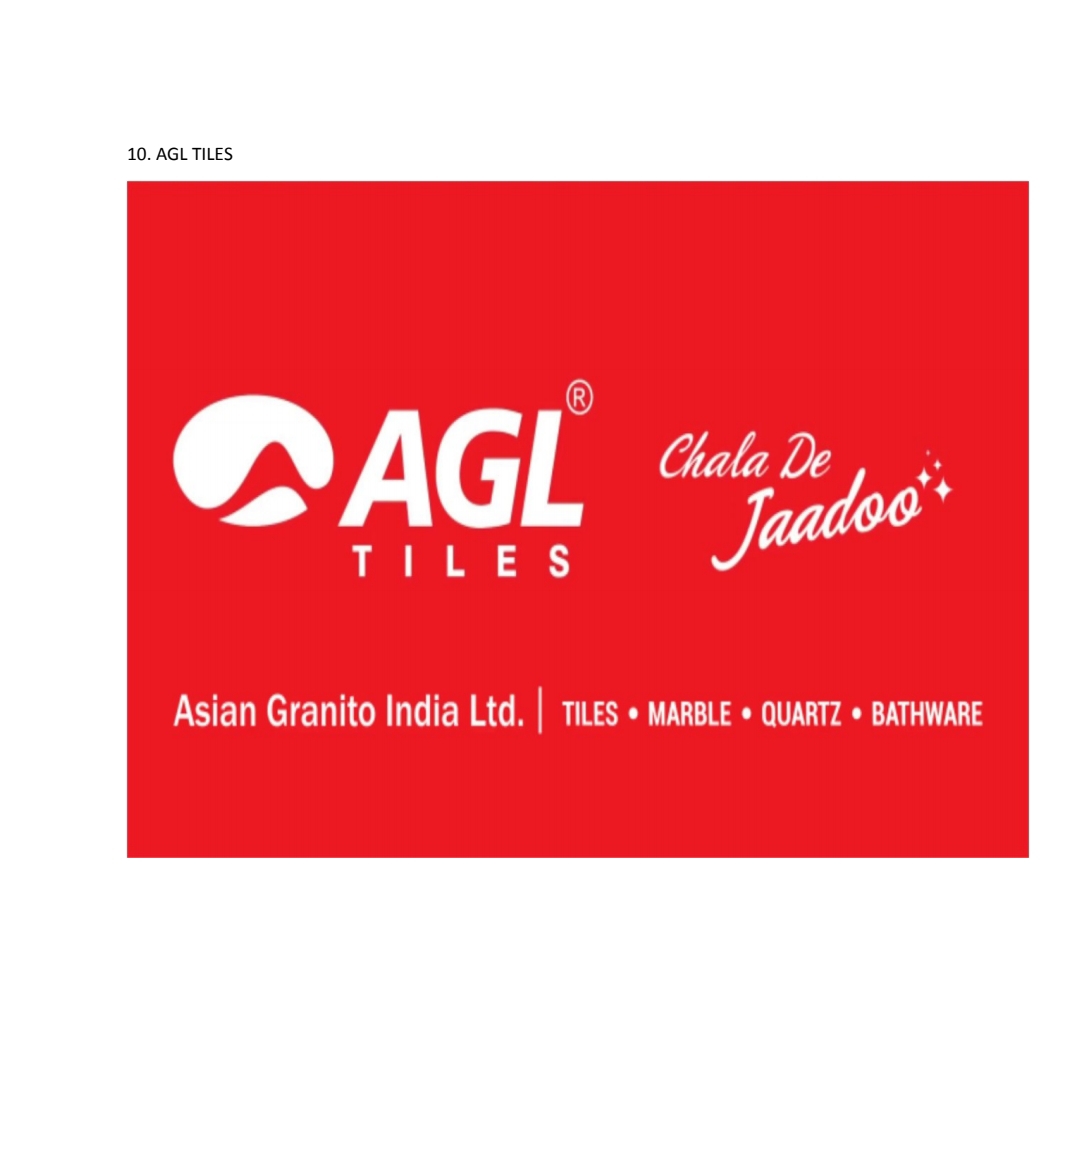 10. AGL TILES
AGL®
TILES
Chala De
Jaadoo
Asian Granito India Ltd. | TILES • MARBLE • QUARTZ • BATHWARE